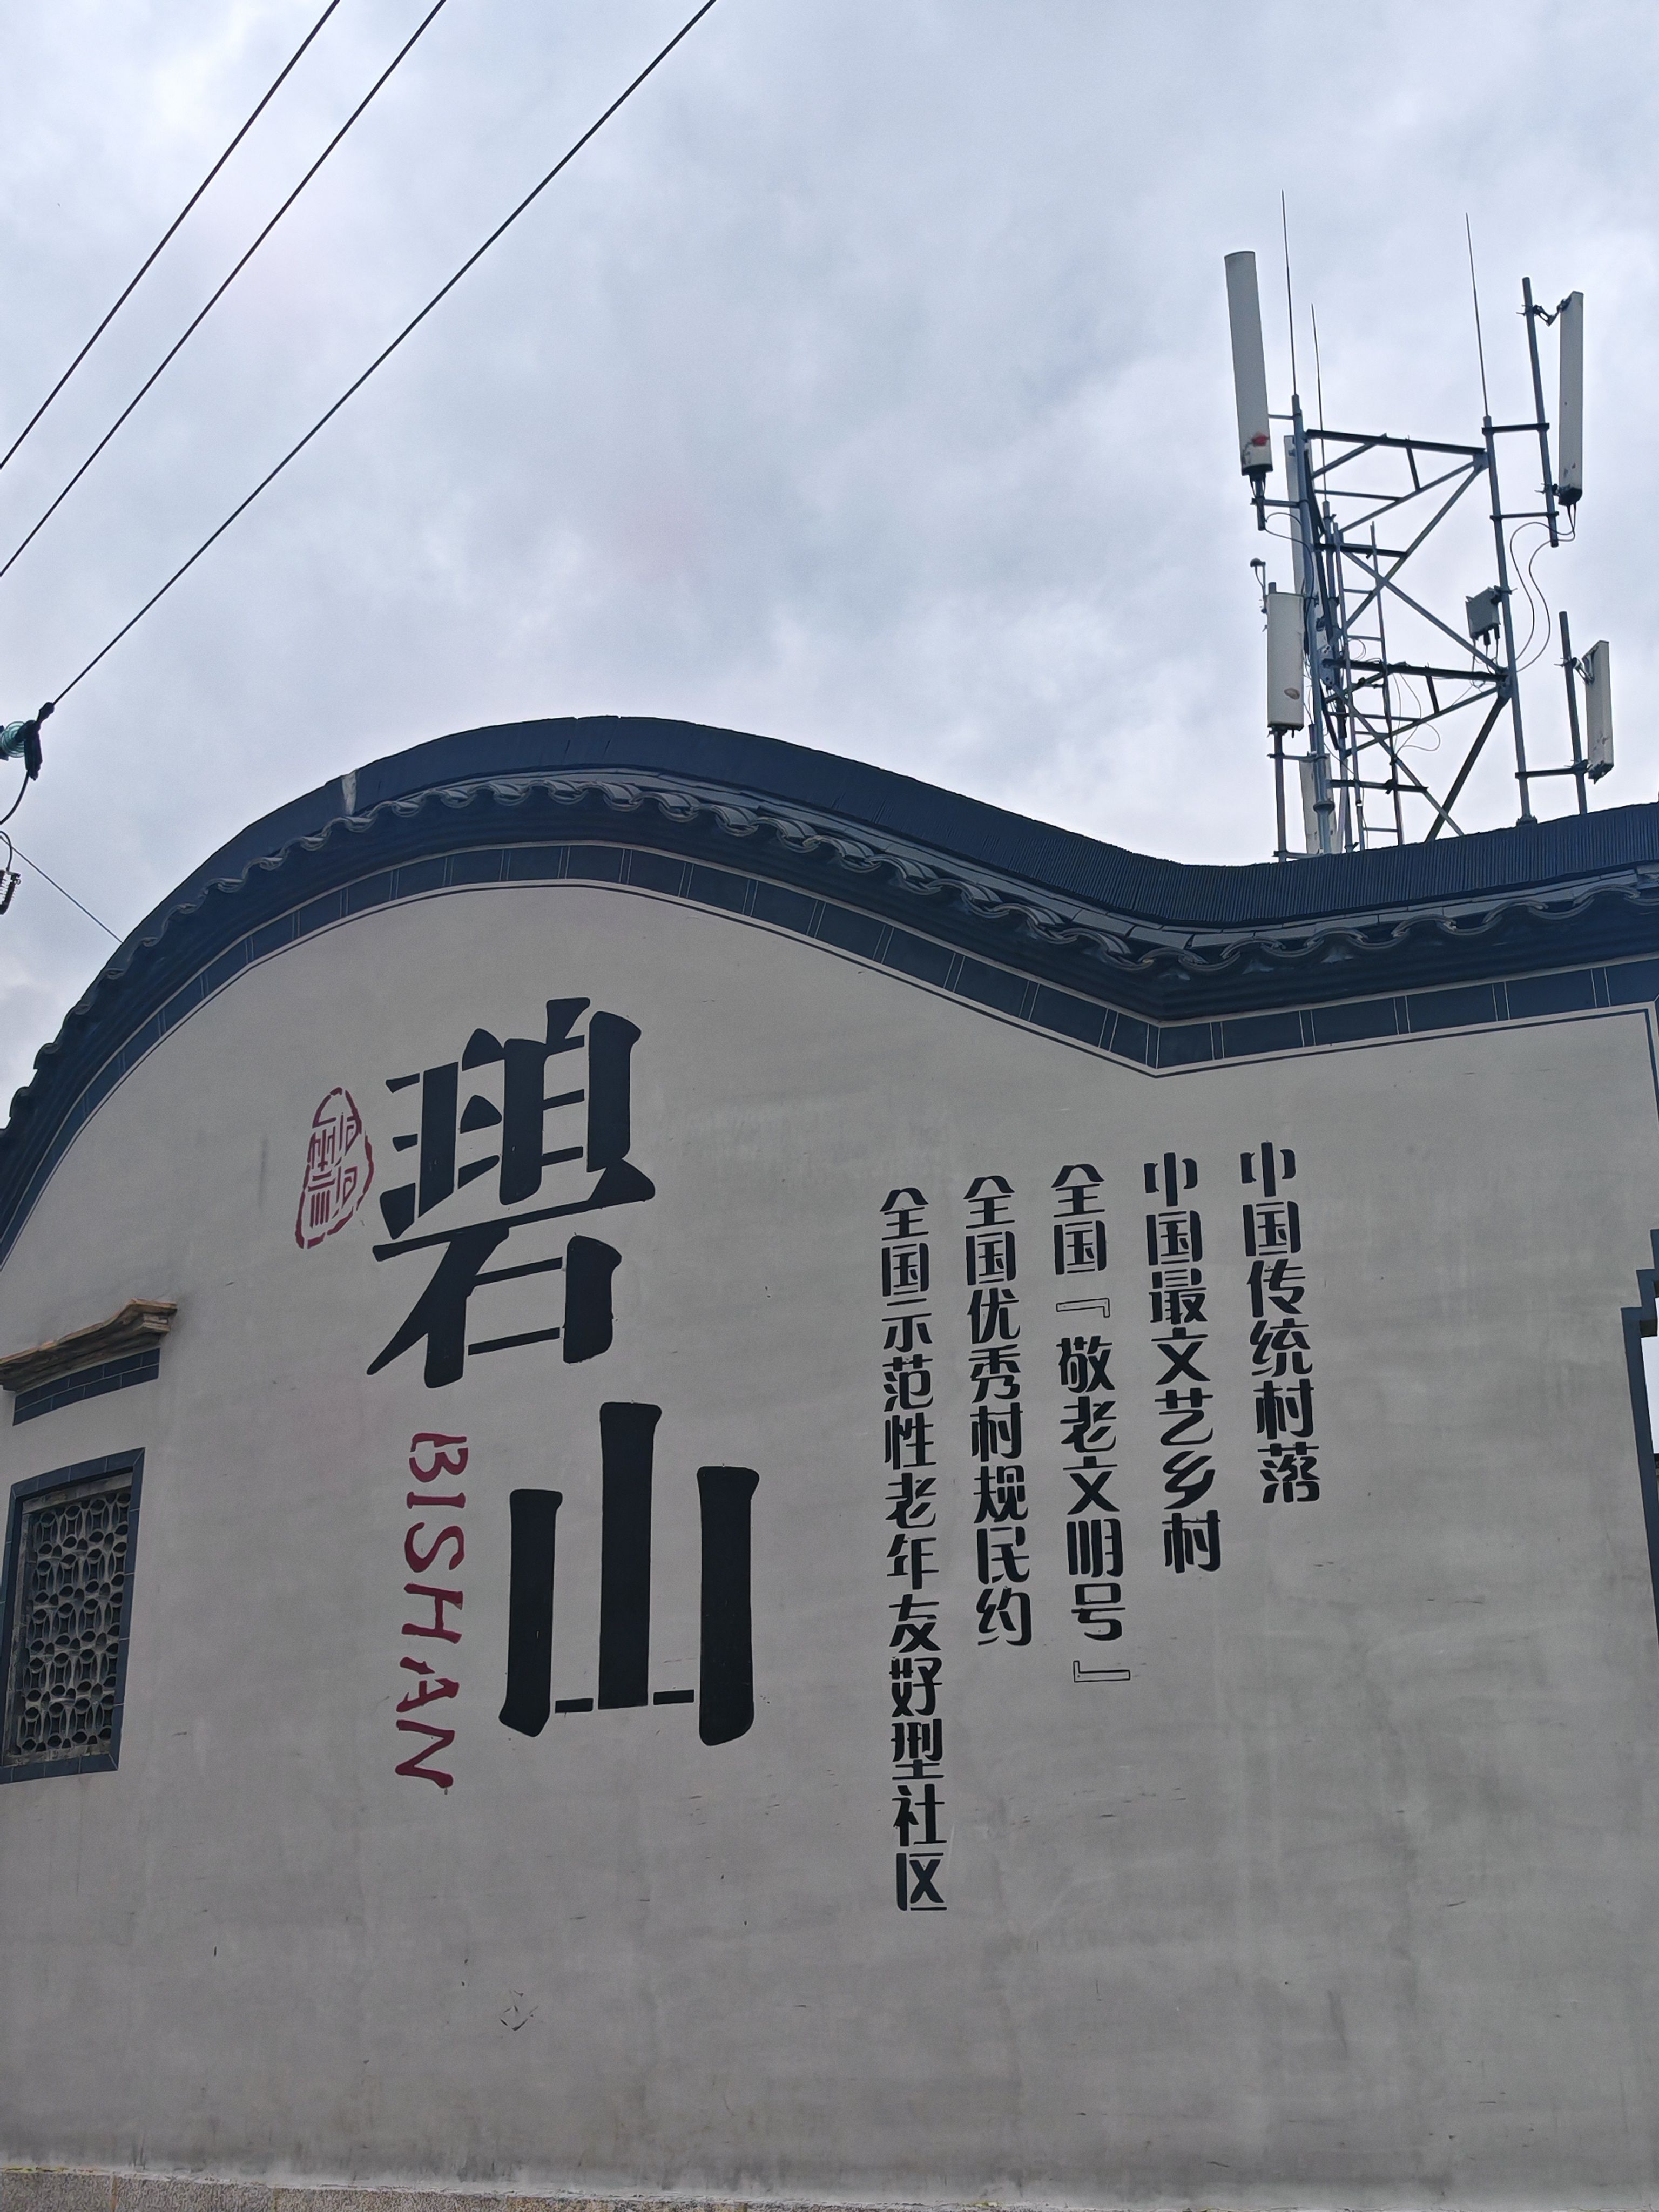 碧山
BISHAN
中国传统村落
中国最文艺乡村
全国『敬老文明号』
全国优秀村规民约
全国示范性老年友好型社区